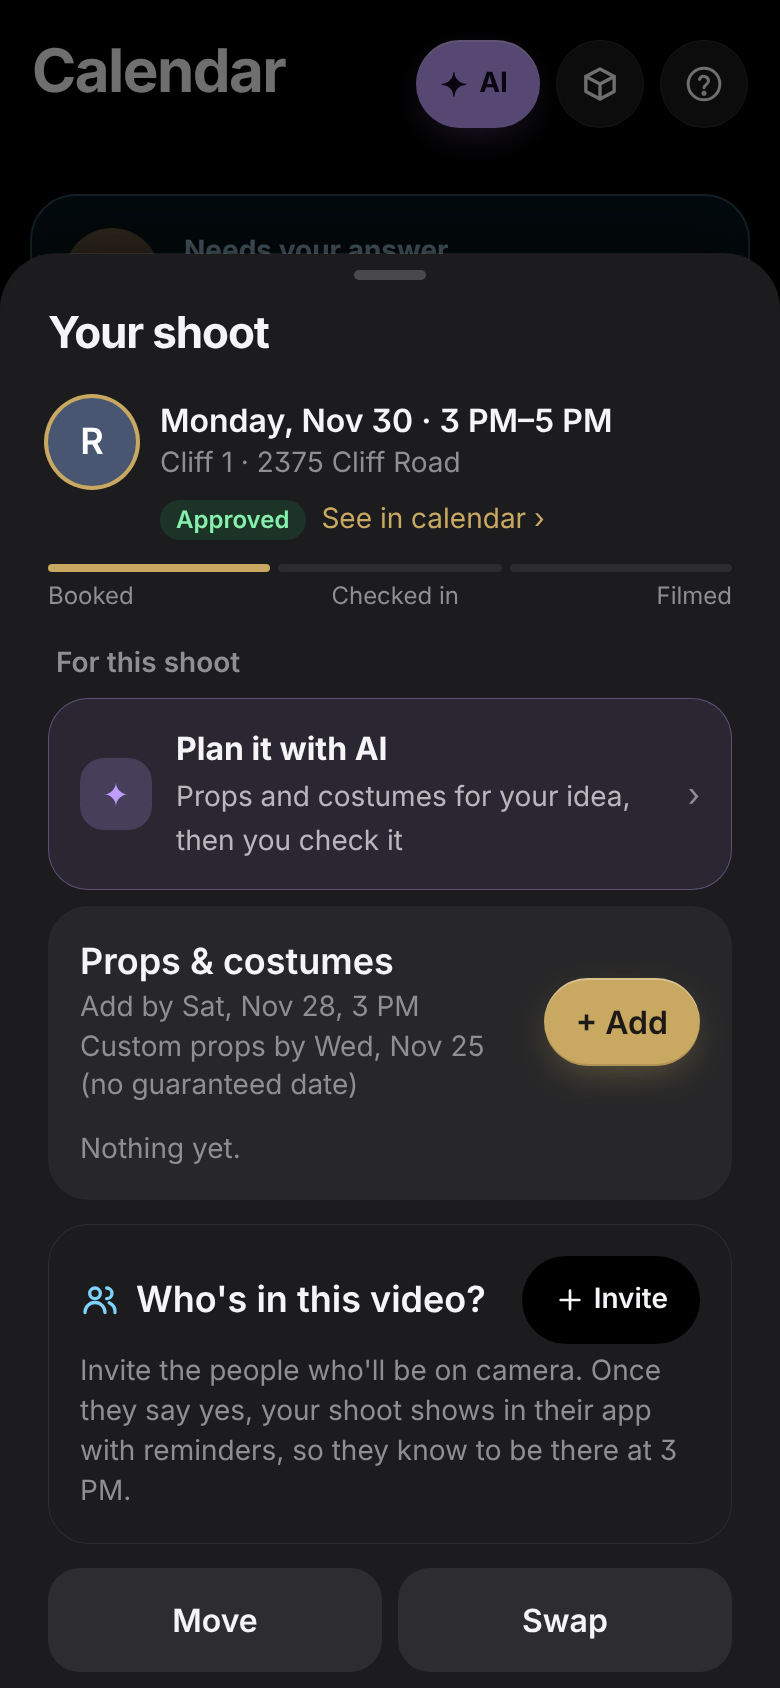 Calendar
AI
Needs your answer
Your shoot
R
Monday, Nov 30 · 3 PM–5 PM
Cliff 1 · 2375 Cliff Road
Approved
See in calendar ›
Booked
Checked in
Filmed
For this shoot
Plan it with AI
Props and costumes for your idea,
then you check it
Props & costumes
Add by Sat, Nov 28, 3 PM
Custom props by Wed, Nov 25
(no guaranteed date)
+ Add
Nothing yet.
Who's in this video?
+ Invite
Invite the people who'll be on camera. Once
they say yes, your shoot shows in their app
with reminders, so they know to be there at 3
PM.
Move
Swap